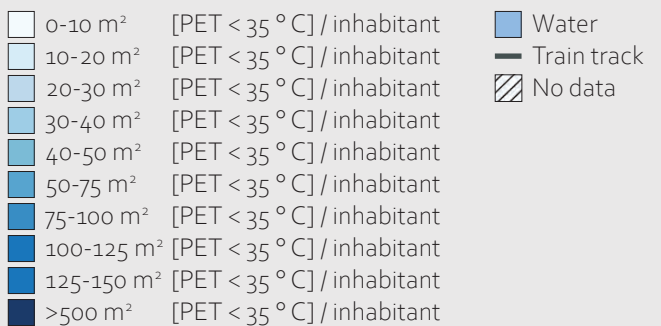 0-10 m² [PET < 35 °C] / inhabitant
10-20 m² [PET < 35 °C] / inhabitant
20-30 m² [PET < 35 °C] / inhabitant
30-40 m² [PET < 35 °C] / inhabitant
40-50 m² [PET < 35 °C] / inhabitant
50-75 m² [PET < 35 °C] / inhabitant
75-100 m² [PET < 35 °C] / inhabitant
100-125 m² [PET < 35 °C] / inhabitant
125-150 m² [PET < 35 °C] / inhabitant
>500 m² [PET < 35 °C] / inhabitant
Water
Train track
No data